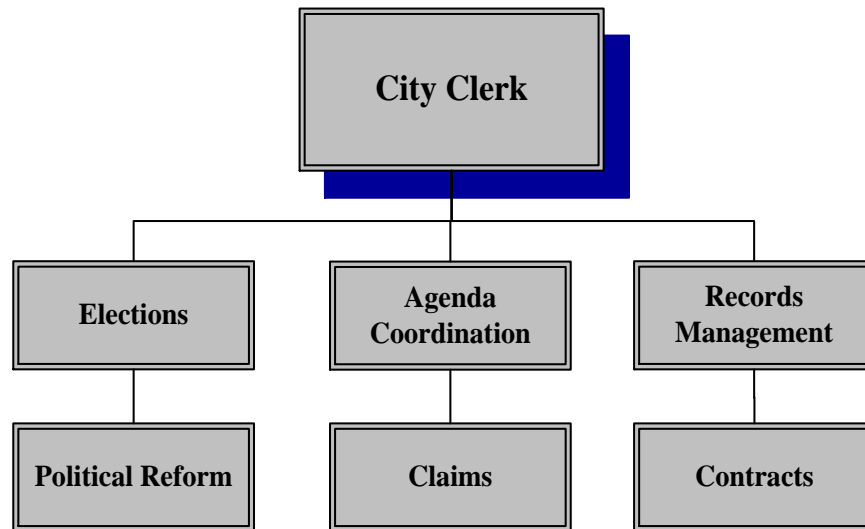 City Clerk
Elections
Agenda
Coordination
Records
Management
Political Reform
Claims
Contracts